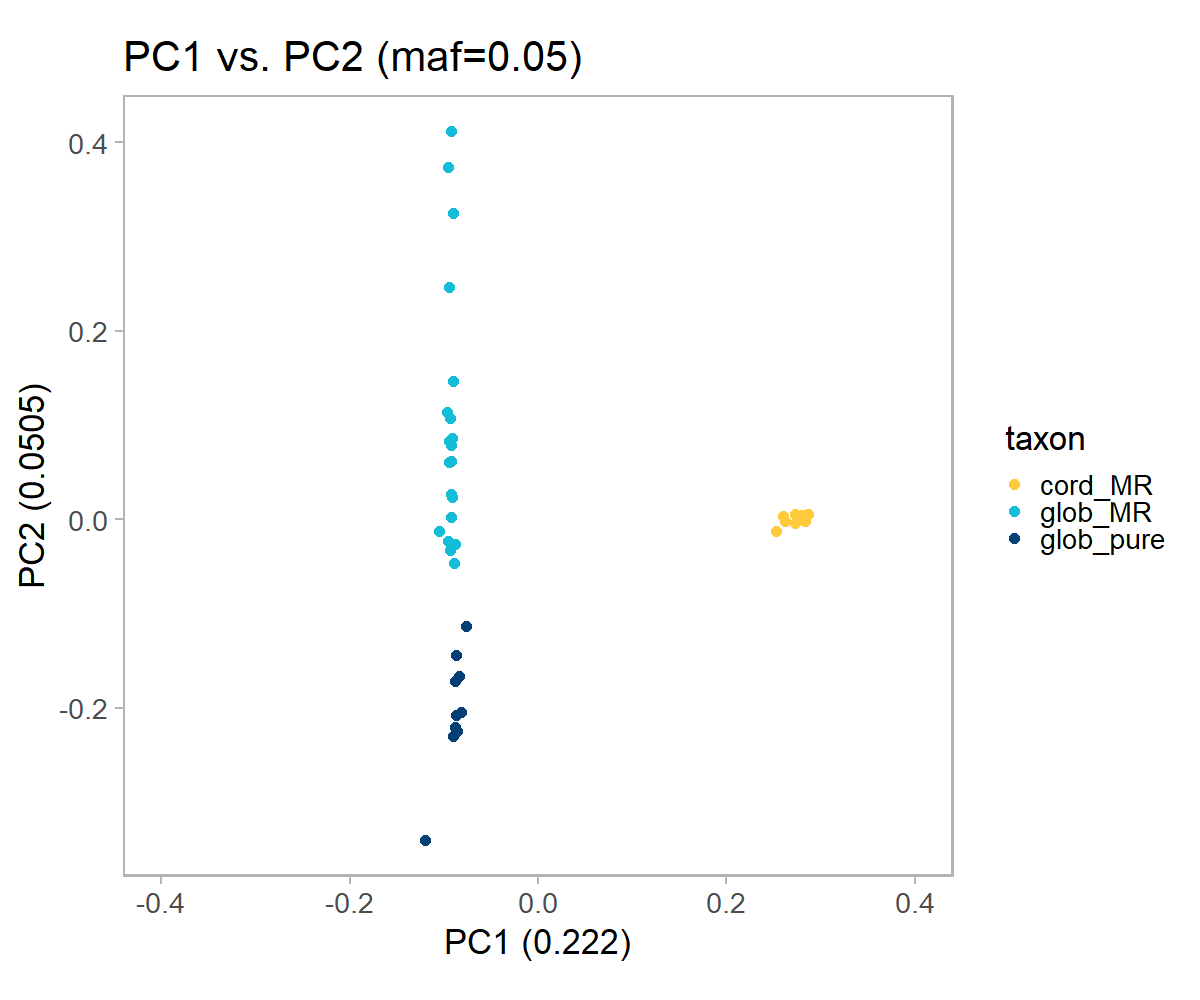 PC1 vs. PC2 (maf=0.05)
0.4
0.2
0.0
-0.2
PC2 (0.0505)
-0.4
-0.2
0.0
0.2
0.4
PC1 (0.222)
taxon
cord_MR
glob_MR
glob_pure